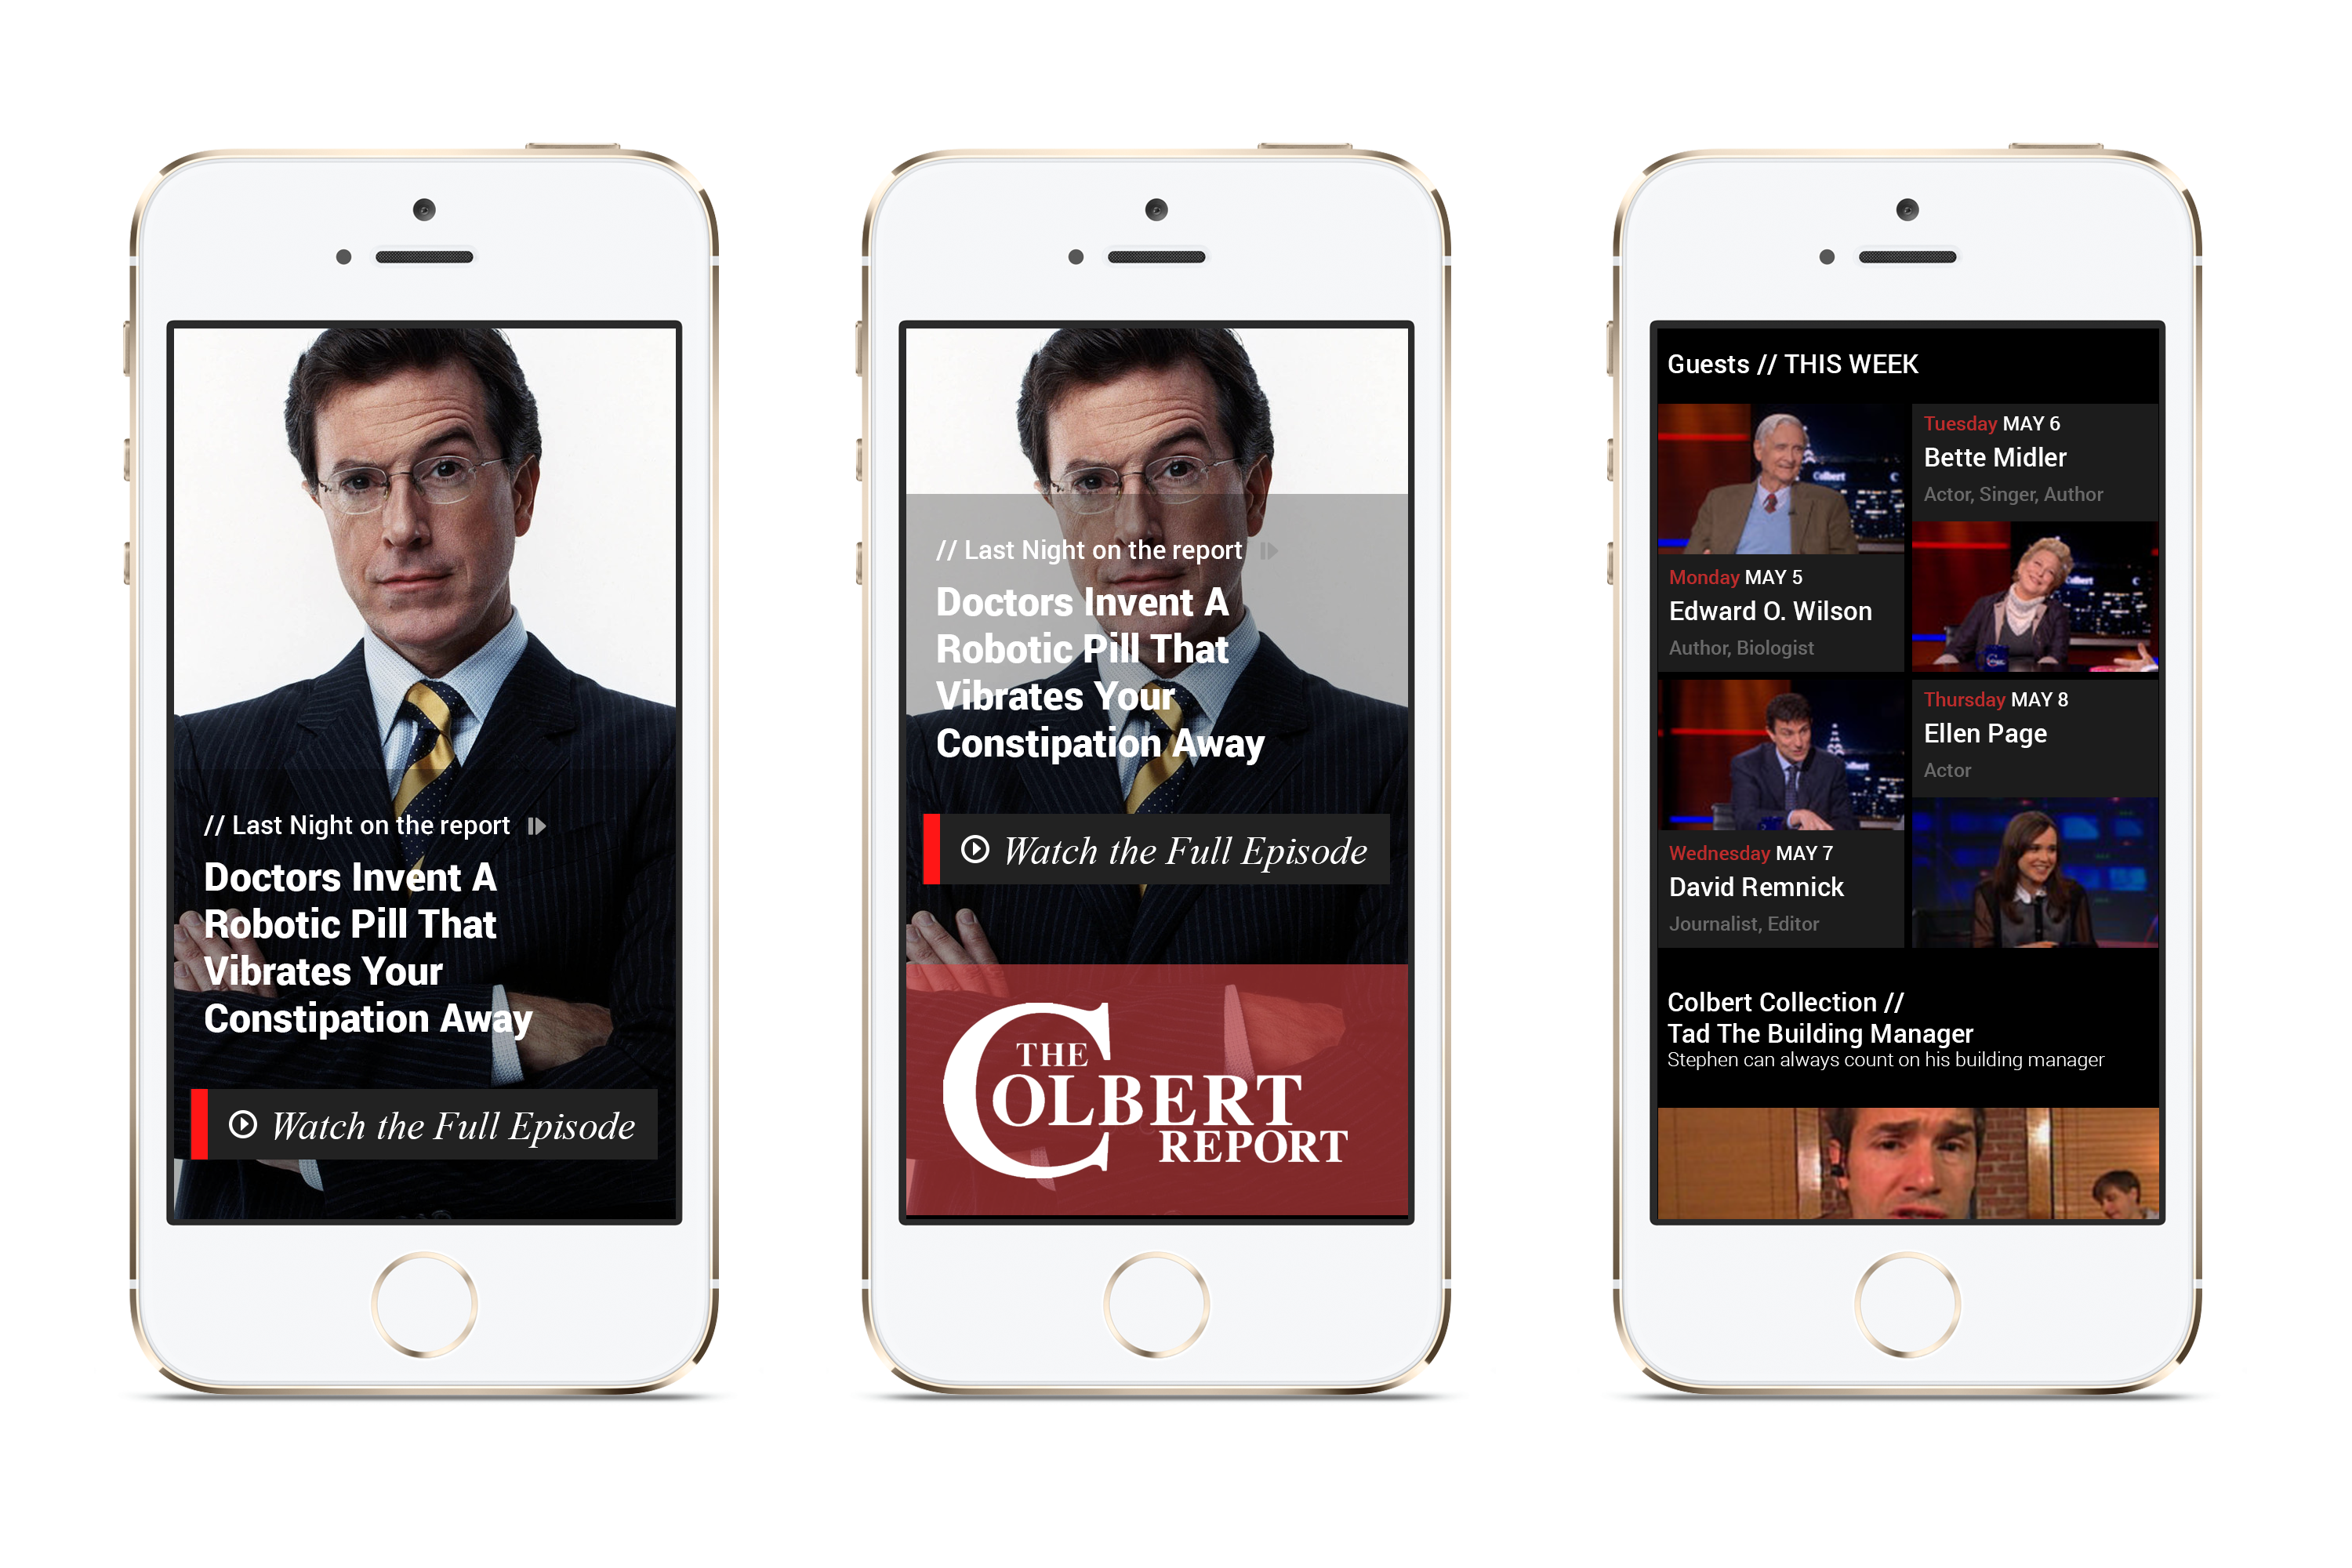 // Last Night on the report
Doctors Invent A
Robotic Pill That
Vibrates Your
Constipation Away
Watch the Full Episode
// Last Night on the report
Doctors Invent A
Robotic Pill That
Vibrates Your
Constipation Away
Watch the Full Episode
THE
COLBERT
REPORT
Guests // THIS WEEK
Colbert
Monday MAY 5
Edward O. Wilson
Author, Biologist
Tuesday MAY 6
Bette Midler
Actor, Singer, Author
Colbert
Wednesday MAY 7
David Remnick
Journalist, Editor
Thursday MAY 8
Ellen Page
Actor
Colbert Collection //
Tad The Building Manager
Stephen can always count on his building manager